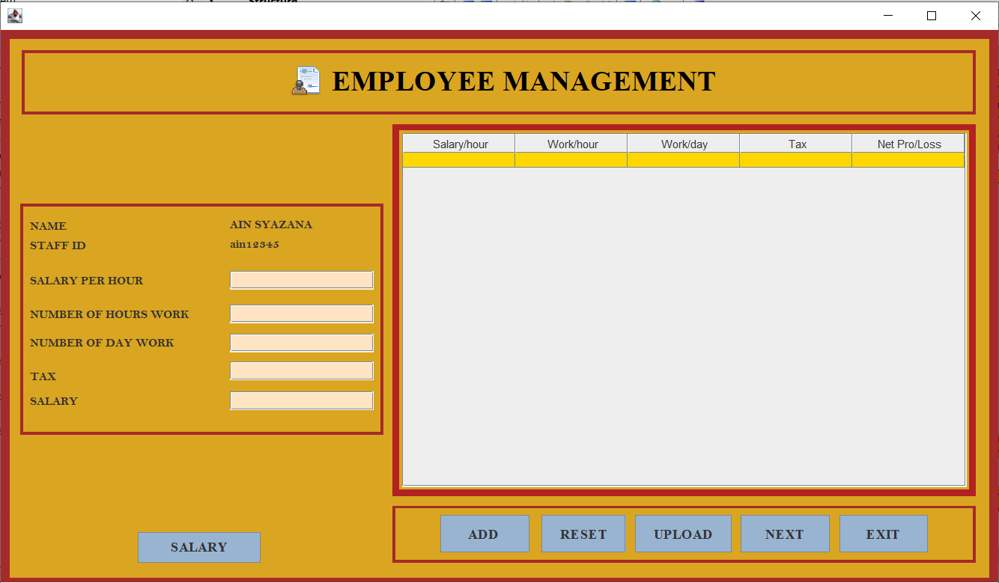 Structure
EMPLOYEE MANAGEMENT
Salary/hour Work/hour Work/day Tax Net Pro/Loss
NAME AIN SYAZANA
STAFF ID ain12345
SALARY PER HOUR
NUMBER OF HOURS WORK
NUMBER OF DAY WORK
TAX
SALARY
ADD RESET UPLOAD NEXT EXIT
SALARY